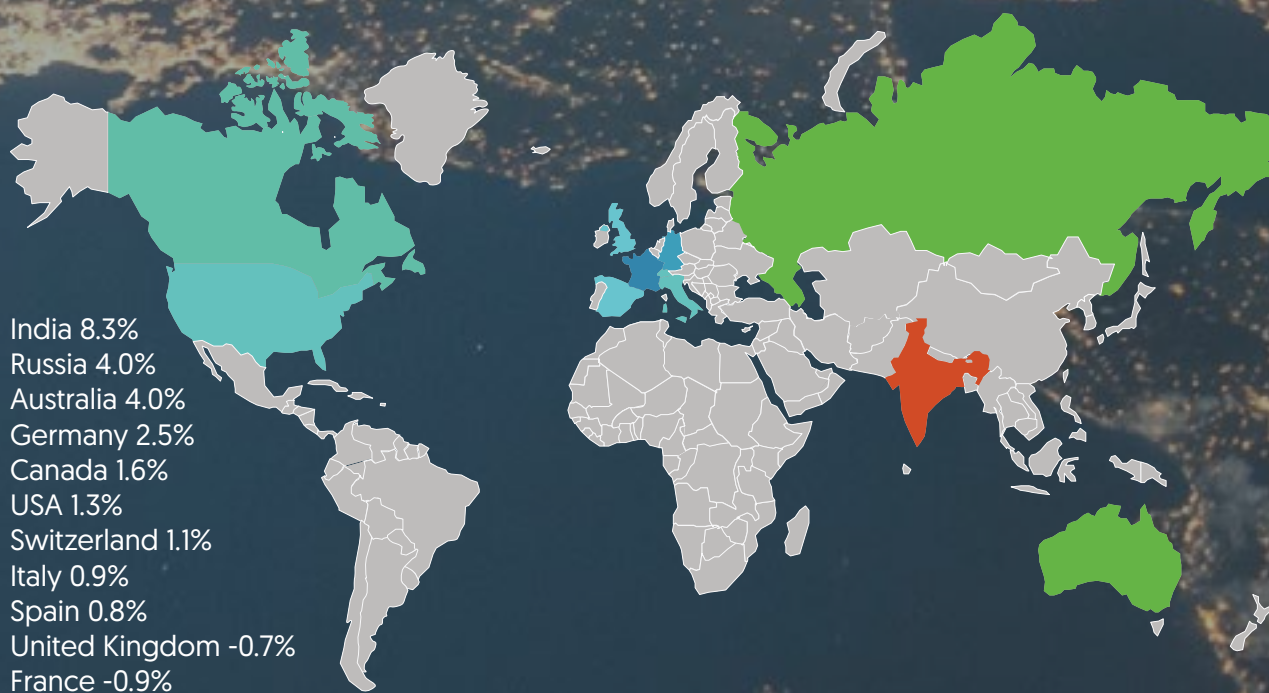 India 8.3%
Russia 4.0%
Australia 4.0%
Germany 2.5%
Canada 1.6%
USA 1.3%
Switzerland 1.1%
Italy 0.9%
Spain 0.8%
United Kingdom -0.7%
France -0.9%